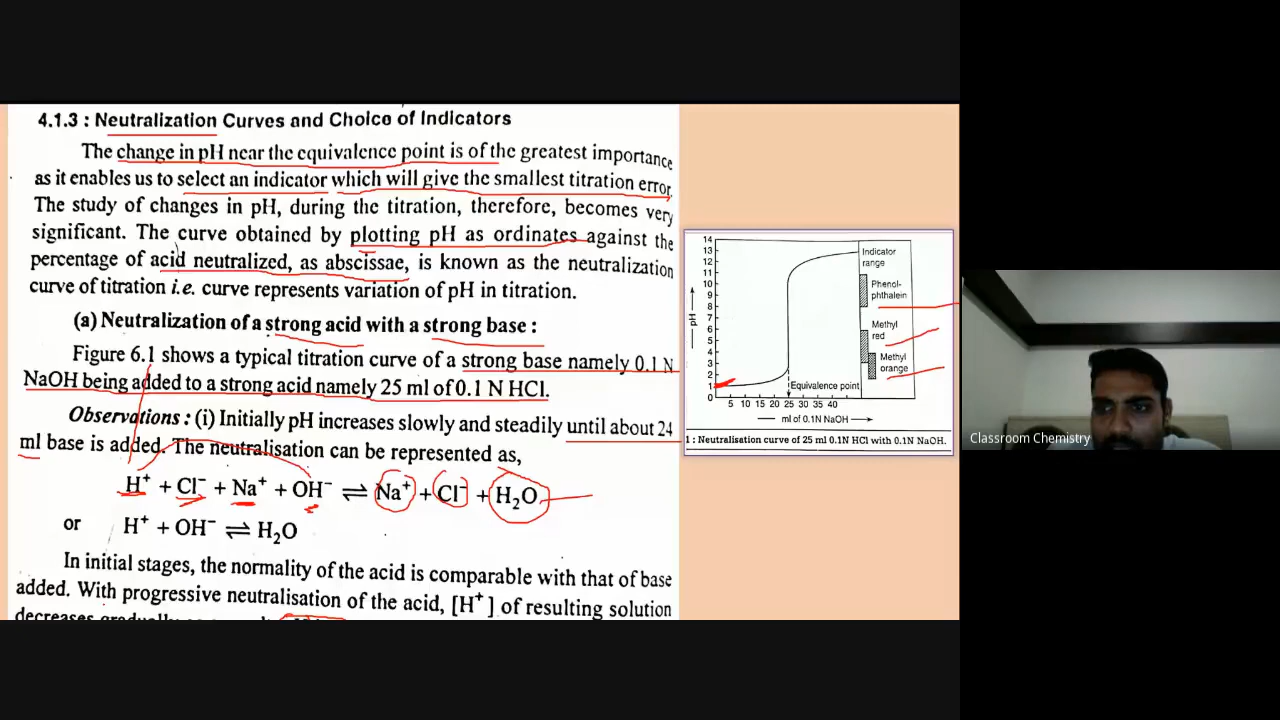 4.1.3 : Neutralization Curves and Choice of Indicators
The change in pH near the equivalence point is of the greatest importance
as it enables us to select an indicator which will give the smallest titration error.
The study of changes in pH, during the titration, therefore, becomes very
significant. The curve obtained by plotting pH as ordinates against the
percentage of acid neutralized, as abscissae, is known as the neutralization
curve of titration i.e. curve represents variation of pH in titration.
(a) Neutralization of a strong acid with a strong base :
Figure 6.1 shows a typical titration curve of a strong base namely 0.1 N
NaOH being added to a strong acid namely 25 ml of 0.1 N HCl.
Observations : (i) Initially pH increases slowly and steadily until about 24
ml base is added. The neutralisation can be represented as,
H⁺ + Cl⁻ + Na⁺ + OH⁻ ⇌ Na⁺ + Cl⁻ + H₂O
or H⁺ + OH⁻ ⇌ H₂O
In initial stages, the normality of the acid is comparable with that of base
added. With progressive neutralisation of the acid, [H⁺] of resulting solution
decreases gradually
14
13
12
11
10
9
8
7
6
5
4
3
2
1
0
pH
Indicator
range
Phenol-
phthalein
Methyl
red
Methyl
orange
Equivalence point
5 10 15 20 25 30 35 40
ml of 0.1N NaOH
1 : Neutralisation curve of 25 ml 0.1N HCl with 0.1N NaOH.
Classroom Chemistry